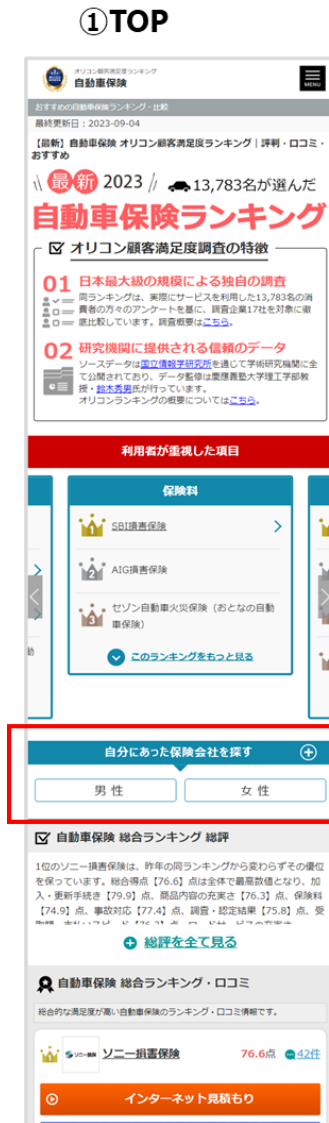 ①TOP
オリコン顧客満足度ランキング
自動車保険
MENU
おすすめの自動車保険ランキング・比較
最終更新日：2023-09-04
【最新】自動車保険 オリコン顧客満足度ランキング｜評判・口コミ・
おすすめ
最新 2023 13,783名が選んだ
自動車保険ランキング
オリコン顧客満足度調査の特徴
01 日本最大級の規模による独自の調査
同ランキングは、実際にサービスを利用した13,783名の消
費者の方々のアンケートを基に、調査企業17社を対象に徹
底比較しています。調査概要はこちら。
02 研究機関に提供される信頼のデータ
ソースデータは国立情報学研究所を通じて学術研究機関に全
て公開されており、データ監修は慶應義塾大学理工学部教
授・鈴木秀男氏が行っています。
オリコンランキングの概要についてはこちら。
利用者が重視した項目
保険料
1 SBI損害保険
2 AIG損害保険
3 セゾン自動車火災保険（おとなの自動
車保険）
このランキングをもっと見る
自分にあった保険会社を探す
男性 女性
自動車保険 総合ランキング 総評
1位のソニー損害保険は、昨年の同ランキングから変わらずその優位
を保っています。総合得点【76.6】点は全体で最高数値となり、加
入・更新手続き【79.9】点、商品内容の充実さ【76.3】点、保険料
【74.9】点、事故対応【77.4】点、調査・認定結果【75.8】点、受
総評を全て見る
自動車保険 総合ランキング・口コミ
総合的な満足度が高い自動車保険のランキング・口コミ情報です。
1 ソニー損保 ソニー損害保険 76.6点 42件
インターネット見積もり